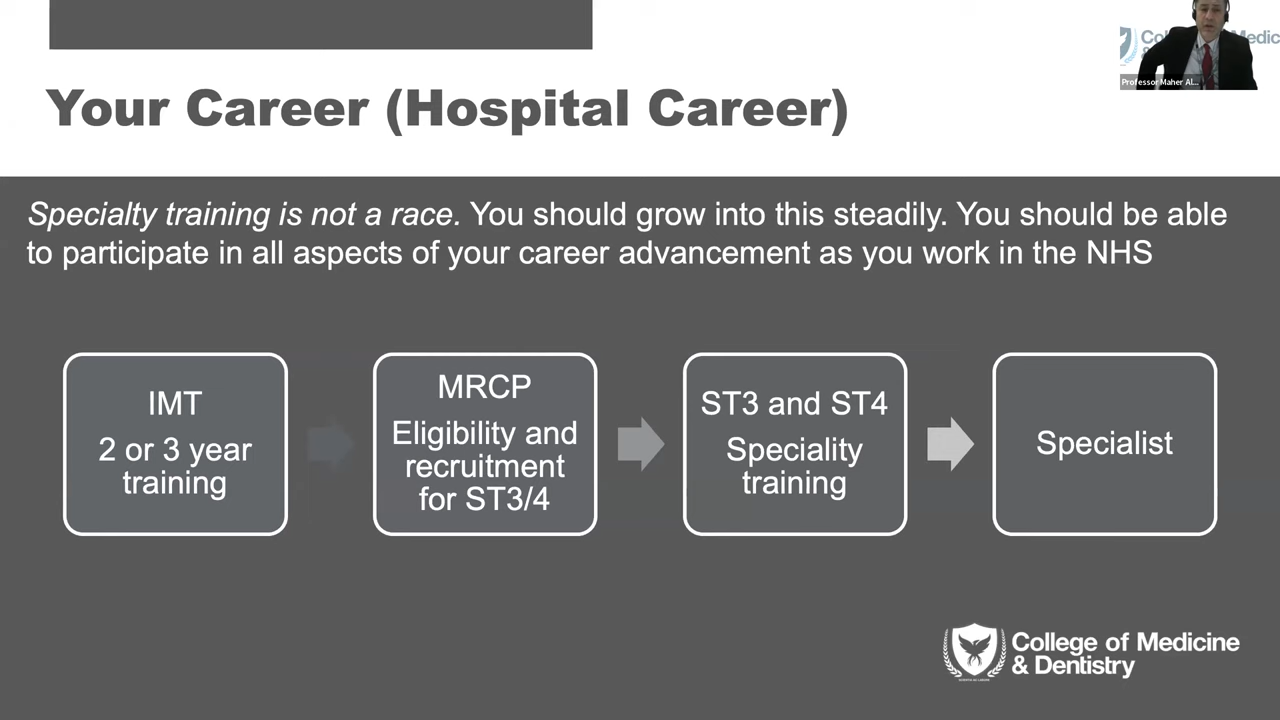 Your Career (Hospital Career)
Professor Maher Al...
Specialty training is not a race. You should grow into this steadily. You should be able
to participate in all aspects of your career advancement as you work in the NHS
IMT
2 or 3 year
training
MRCP
Eligibility and
recruitment
for ST3/4
ST3 and ST4
Speciality
training
Specialist
College of Medicine
& Dentistry